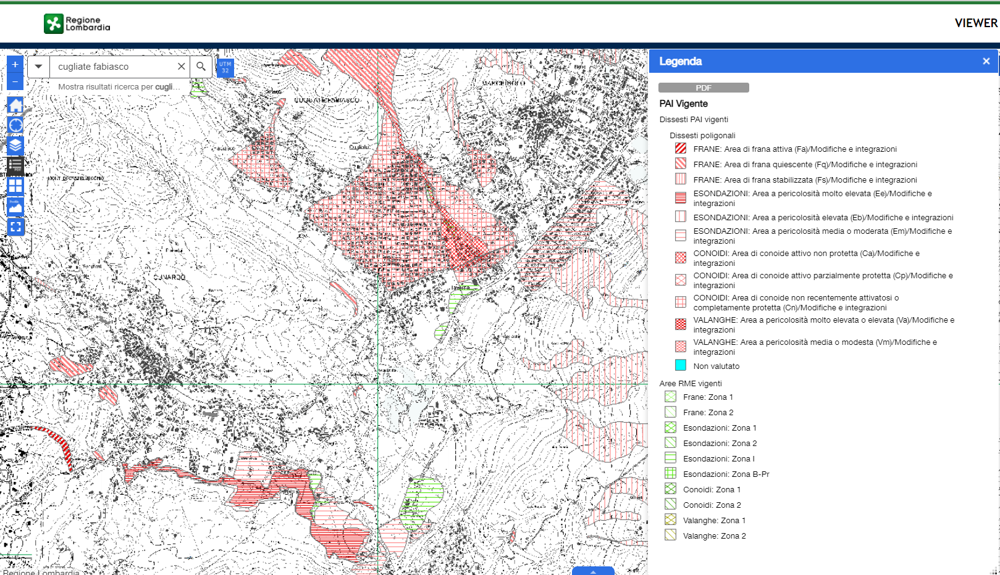 Regione
Lombardia
VIEWER
+
cugliate fabiasco
UTM
32
−
Mostra risultati ricerca per cugli...
CUGLIATE FABIASCO
MARCHIROLO
CUNARDO
Regione Lombardia
Legenda
PDF
PAI Vigente
Dissesti PAI vigenti
Dissesti poligonali
FRANE: Area di frana attiva (Fa)/Modifiche e integrazioni
FRANE: Area di frana quiescente (Fq)/Modifiche e integrazioni
FRANE: Area di frana stabilizzata (Fs)/Modifiche e integrazioni
ESONDAZIONI: Area a pericolosità molto elevata (Ee)/Modifiche e
integrazioni
ESONDAZIONI: Area a pericolosità elevata (Eb)/Modifiche e integrazioni
ESONDAZIONI: Area a pericolosità media o moderata (Em)/Modifiche e
integrazioni
CONOIDI: Area di conoide attivo non protetta (Ca)/Modifiche e
integrazioni
CONOIDI: Area di conoide attivo parzialmente protetta (Cp)/Modifiche e
integrazioni
CONOIDI: Area di conoide non recentemente attivatosi o
completamente protetta (Cn)/Modifiche e integrazioni
VALANGHE: Area a pericolosità molto elevata o elevata (Va)/Modifiche e
integrazioni
VALANGHE: Area a pericolosità media o modesta (Vm)/Modifiche e
integrazioni
Non valutato
Aree RME vigenti
Frane: Zona 1
Frane: Zona 2
Esondazioni: Zona 1
Esondazioni: Zona 2
Esondazioni: Zona I
Esondazioni: Zona B-Pr
Conoidi: Zona 1
Conoidi: Zona 2
Valanghe: Zona 1
Valanghe: Zona 2